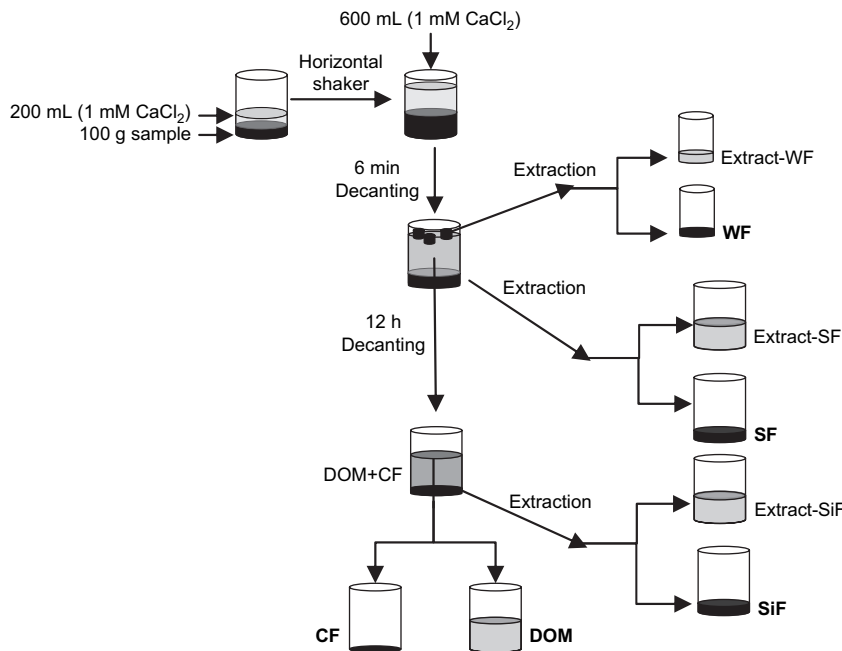 600 mL (1 mM CaCl₂)
Horizontal
shaker
200 mL (1 mM CaCl₂)
100 g sample
6 min
Decanting
Extraction
Extract-WF
WF
Extraction
12 h
Decanting
Extract-SF
SF
DOM+CF
Extraction
Extract-SiF
SiF
CF
DOM